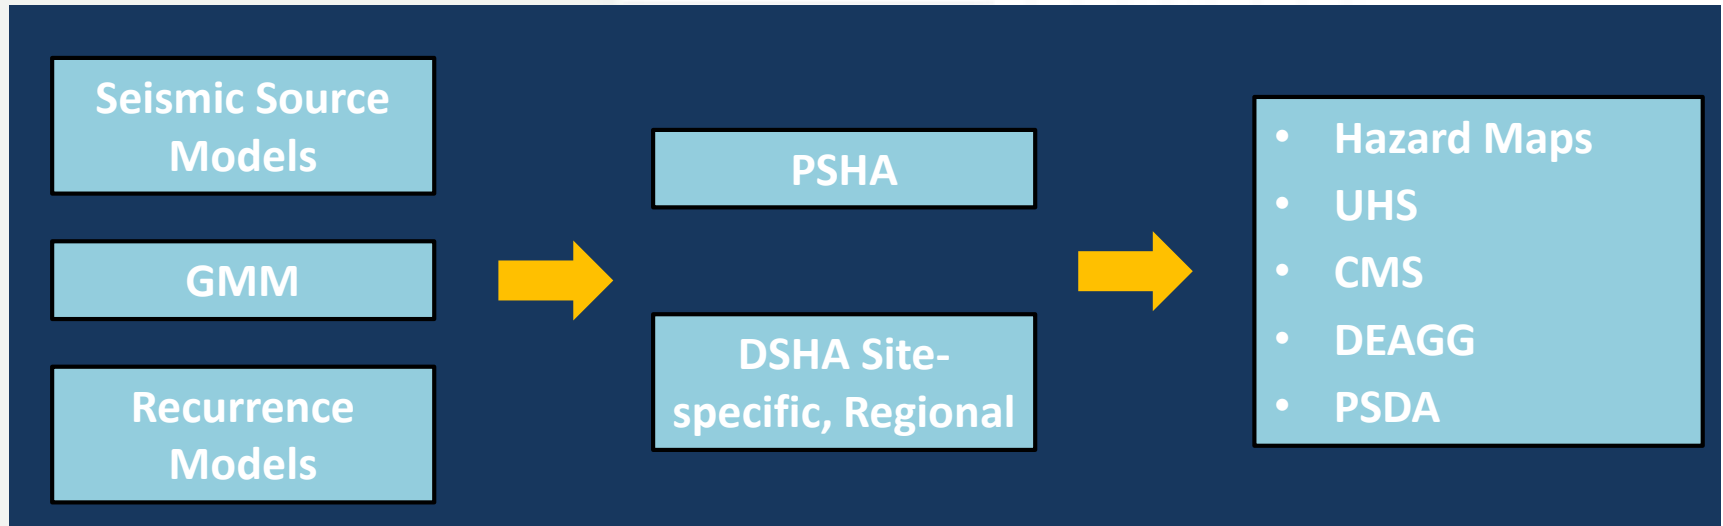 Seismic Source
Models
GMM
Recurrence
Models
PSHA
DSHA Site-
specific, Regional
• Hazard Maps
• UHS
• CMS
• DEAGG
• PSDA